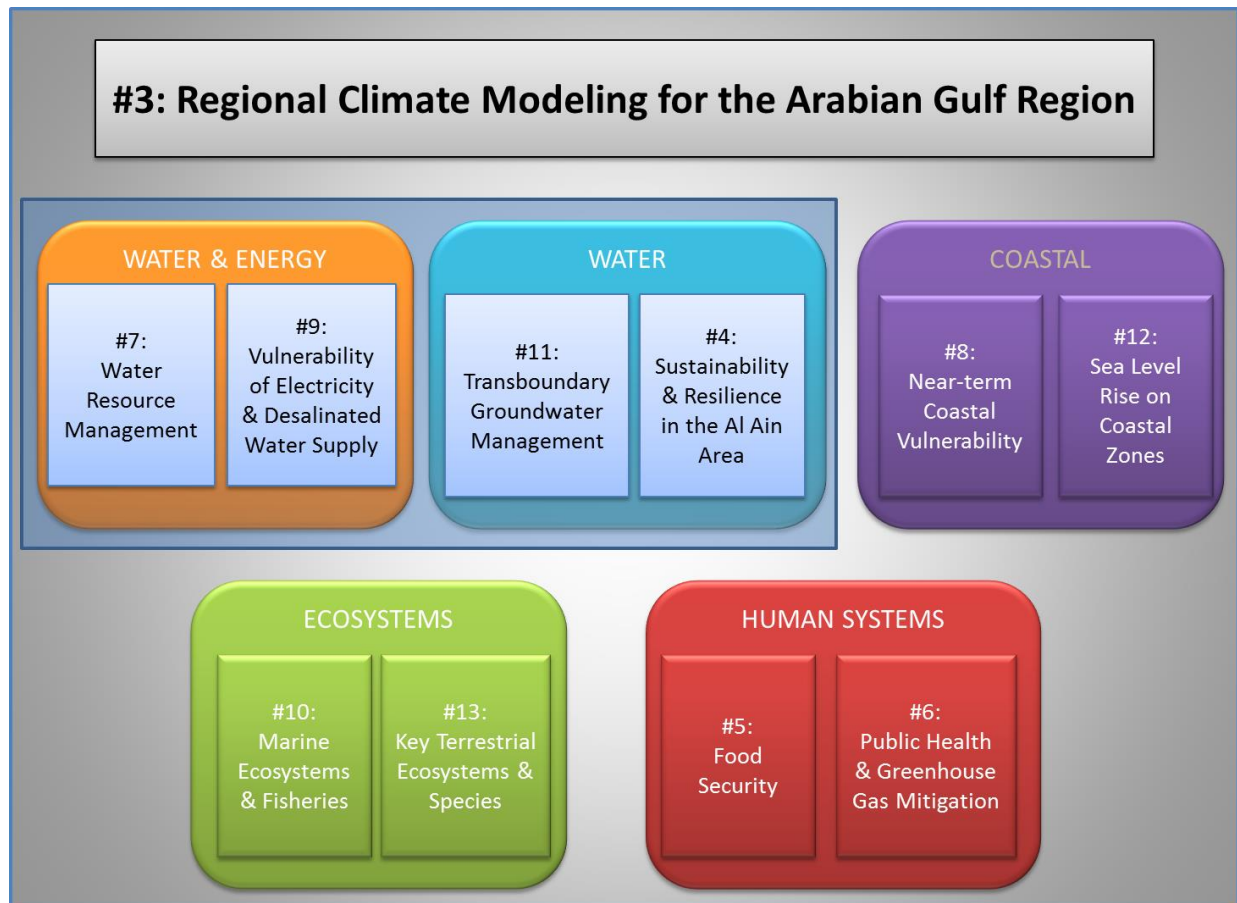 #3: Regional Climate Modeling for the Arabian Gulf Region
WATER & ENERGY
#7:
Water
Resource
Management
#9:
Vulnerability
of Electricity
& Desalinated
Water Supply
WATER
#11:
Transboundary
Groundwater
Management
#4:
Sustainability
& Resilience
in the Al Ain
Area
COASTAL
#8:
Near-term
Coastal
Vulnerability
#12:
Sea Level
Rise on
Coastal
Zones
ECOSYSTEMS
#10:
Marine
Ecosystems
& Fisheries
#13:
Key Terrestrial
Ecosystems &
Species
HUMAN SYSTEMS
#5:
Food
Security
#6:
Public Health
& Greenhouse
Gas Mitigation